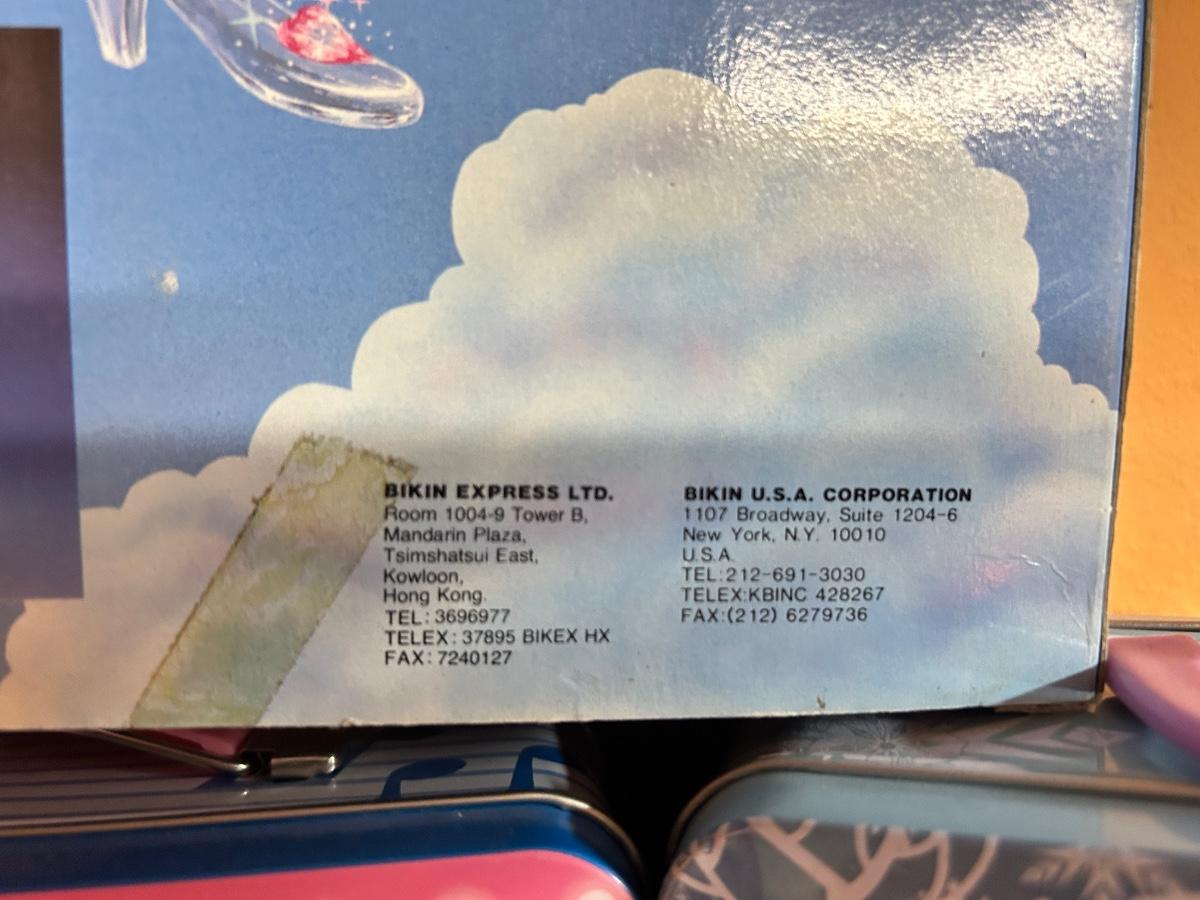 BIKIN EXPRESS LTD.
Room 1004-9 Tower B,
Mandarin Plaza,
Tsimshatsui East,
Kowloon,
Hong Kong.
TEL: 3696977
TELEX: 37895 BIKEX HX
FAX: 7240127
BIKIN U.S.A. CORPORATION
1107 Broadway, Suite 1204-6
New York, N.Y. 10010
U.S.A.
TEL:212-691-3030
TELEX:KBINC 428267
FAX:(212) 6279736